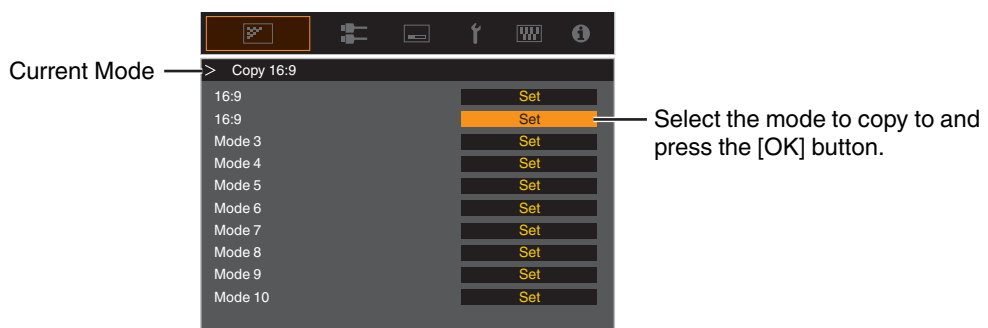 Current Mode
> Copy 16:9
16:9 Set
16:9 Set
Select the mode to copy to and
press the [OK] button.
Mode 3 Set
Mode 4 Set
Mode 5 Set
Mode 6 Set
Mode 7 Set
Mode 8 Set
Mode 9 Set
Mode 10 Set